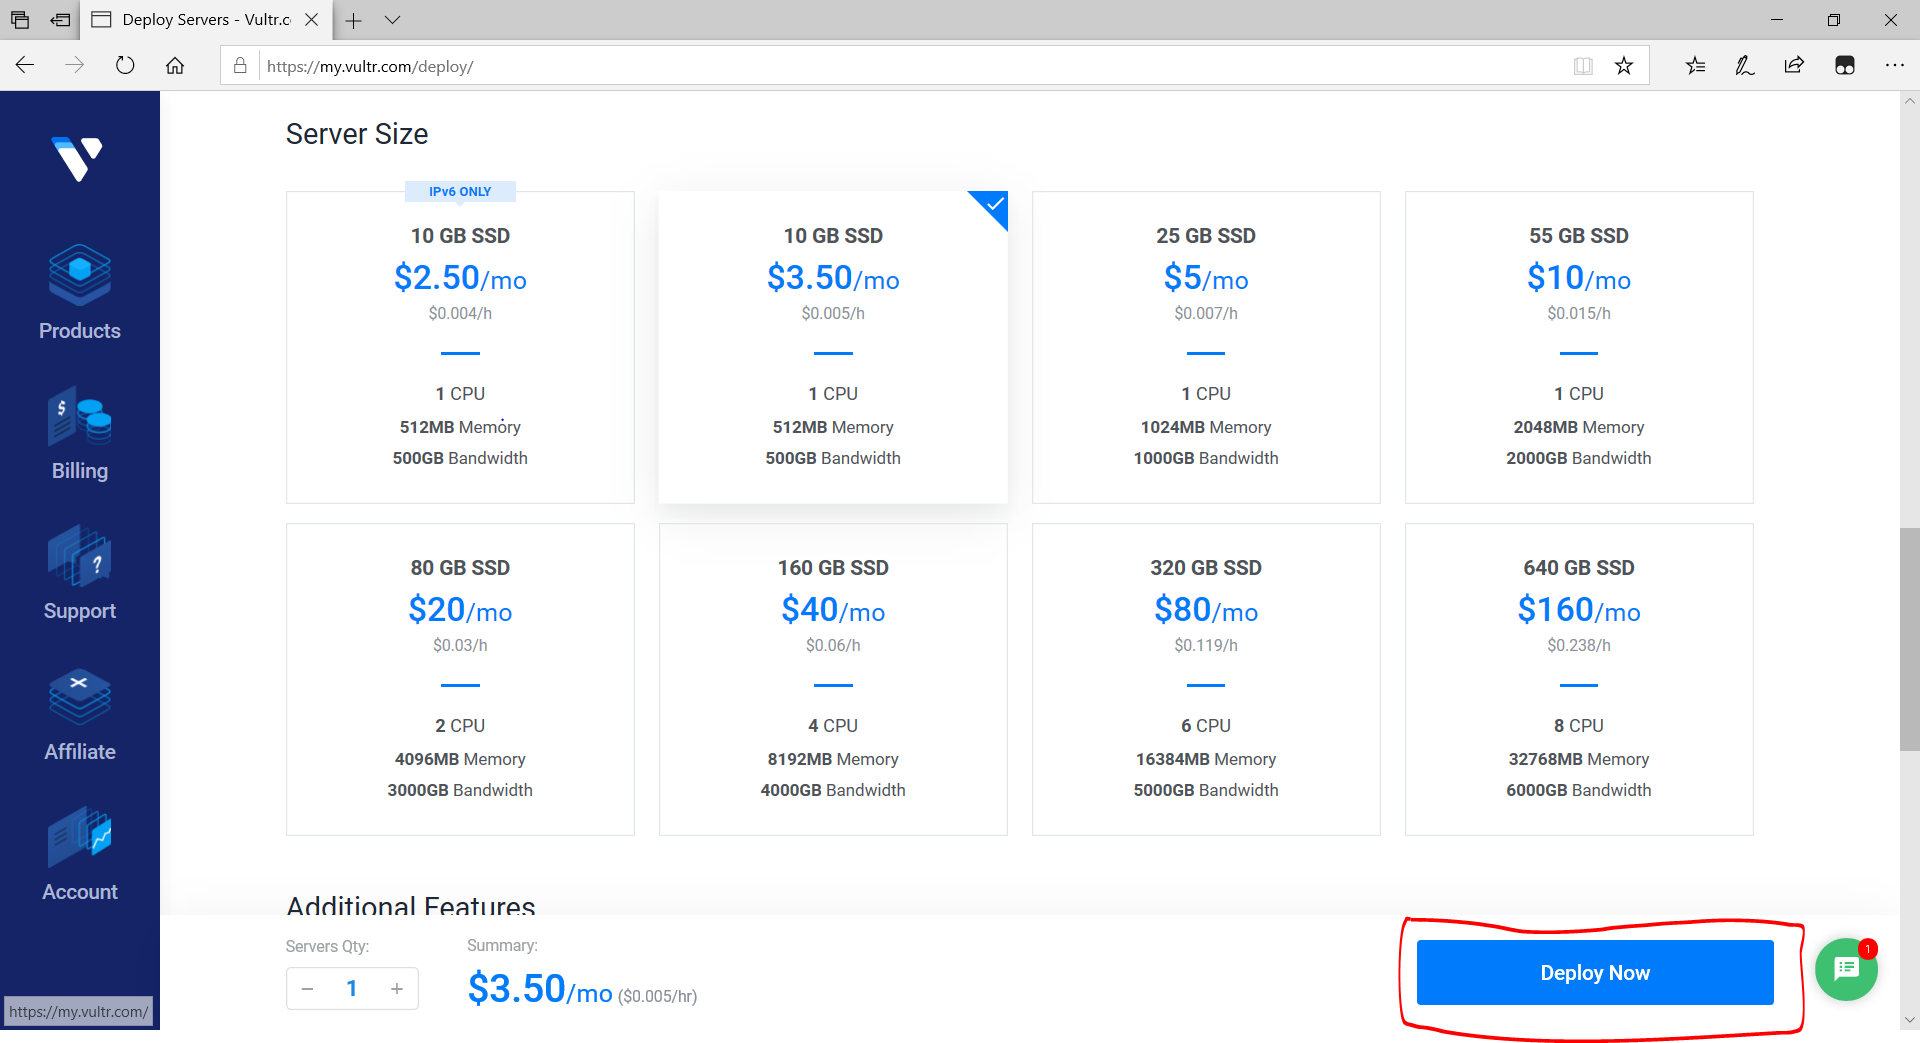 Deploy Servers - Vultr.c
https://my.vultr.com/deploy/
Products
Billing
Support
Affiliate
Account
Server Size
IPv6 ONLY
10 GB SSD
$2.50/mo
$0.004/h
1 CPU
512MB Memory
500GB Bandwidth
10 GB SSD
$3.50/mo
$0.005/h
1 CPU
512MB Memory
500GB Bandwidth
25 GB SSD
$5/mo
$0.007/h
1 CPU
1024MB Memory
1000GB Bandwidth
55 GB SSD
$10/mo
$0.015/h
1 CPU
2048MB Memory
2000GB Bandwidth
80 GB SSD
$20/mo
$0.03/h
2 CPU
4096MB Memory
3000GB Bandwidth
160 GB SSD
$40/mo
$0.06/h
4 CPU
8192MB Memory
4000GB Bandwidth
320 GB SSD
$80/mo
$0.119/h
6 CPU
16384MB Memory
5000GB Bandwidth
640 GB SSD
$160/mo
$0.238/h
8 CPU
32768MB Memory
6000GB Bandwidth
Additional Features
Servers Qty:
− 1 +
Summary:
$3.50/mo ($0.005/hr)
Deploy Now
1
https://my.vultr.com/